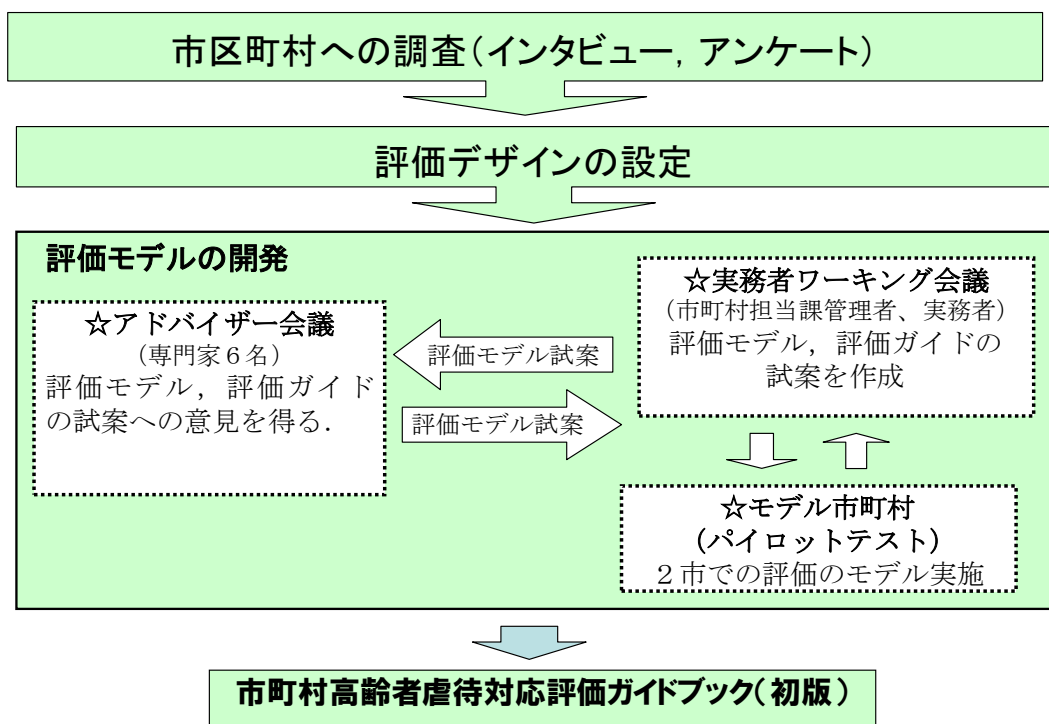 市区町村への調査（インタビュー，アンケート）
評価デザインの設定
評価モデルの開発
☆アドバイザー会議
（専門家６名）
評価モデル，評価ガイド
の試案への意見を得る．
評価モデル試案
評価モデル試案
☆実務者ワーキング会議
（市町村担当課管理者、実務者）
評価モデル，評価ガイドの
試案を作成
☆モデル市町村
（パイロットテスト）
２市での評価のモデル実施
市町村高齢者虐待対応評価ガイドブック（初版）